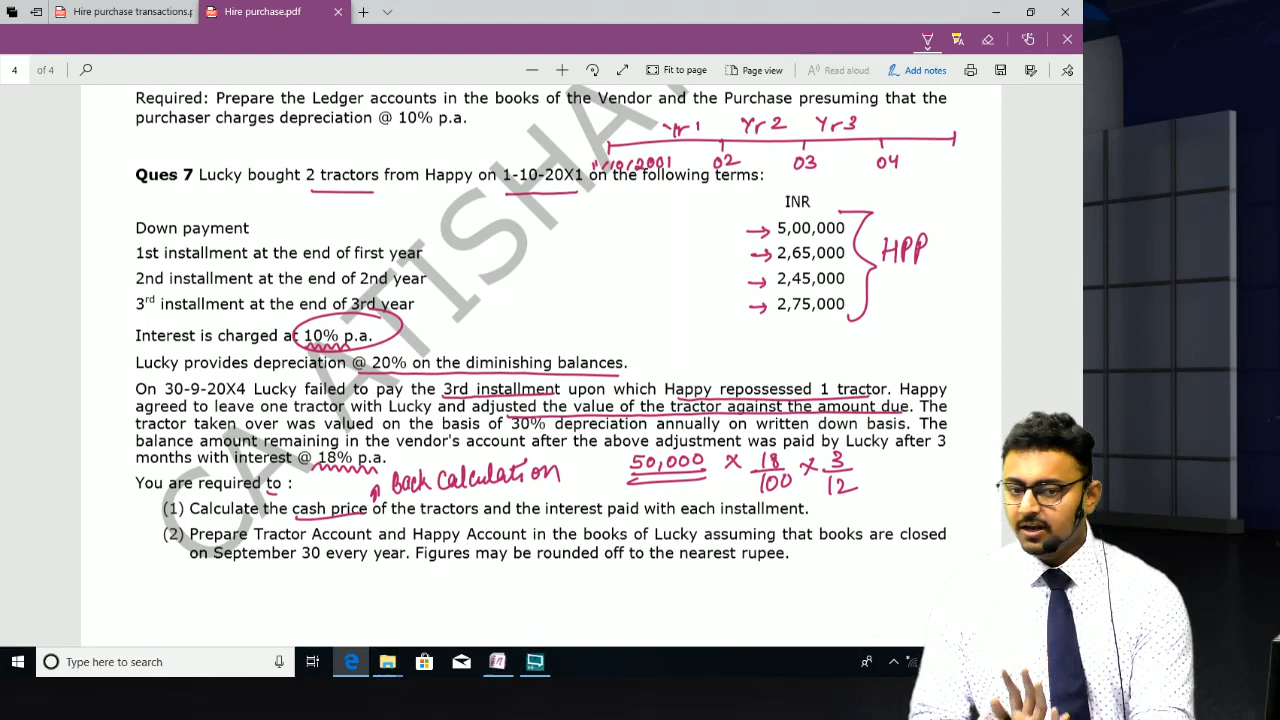 Hire purchase transactions.p
Hire purchase.pdf
4 of 4
Fit to page
Page view
Read aloud
Add notes
Required: Prepare the Ledger accounts in the books of the Vendor and the Purchase presuming that the
purchaser charges depreciation @ 10% p.a.
Yr 1 Yr 2 Yr 3
1/10/2001 02 03 04
Ques 7 Lucky bought 2 tractors from Happy on 1-10-20X1 on the following terms:
INR
Down payment 5,00,000
1st installment at the end of first year 2,65,000
HPP
2nd installment at the end of 2nd year 2,45,000
3rd installment at the end of 3rd year 2,75,000
Interest is charged at 10% p.a.
Lucky provides depreciation @ 20% on the diminishing balances.
On 30-9-20X4 Lucky failed to pay the 3rd installment upon which Happy repossessed 1 tractor. Happy
agreed to leave one tractor with Lucky and adjusted the value of the tractor against the amount due. The
tractor taken over was valued on the basis of 30% depreciation annually on written down basis. The
balance amount remaining in the vendor's account after the above adjustment was paid by Lucky after 3
months with interest @ 18% p.a.
50,000 × 18/100 × 3/12
Back calculation
You are required to :
(1) Calculate the cash price of the tractors and the interest paid with each installment.
(2) Prepare Tractor Account and Happy Account in the books of Lucky assuming that books are closed
on September 30 every year. Figures may be rounded off to the nearest rupee.
CA TISHA
Type here to search